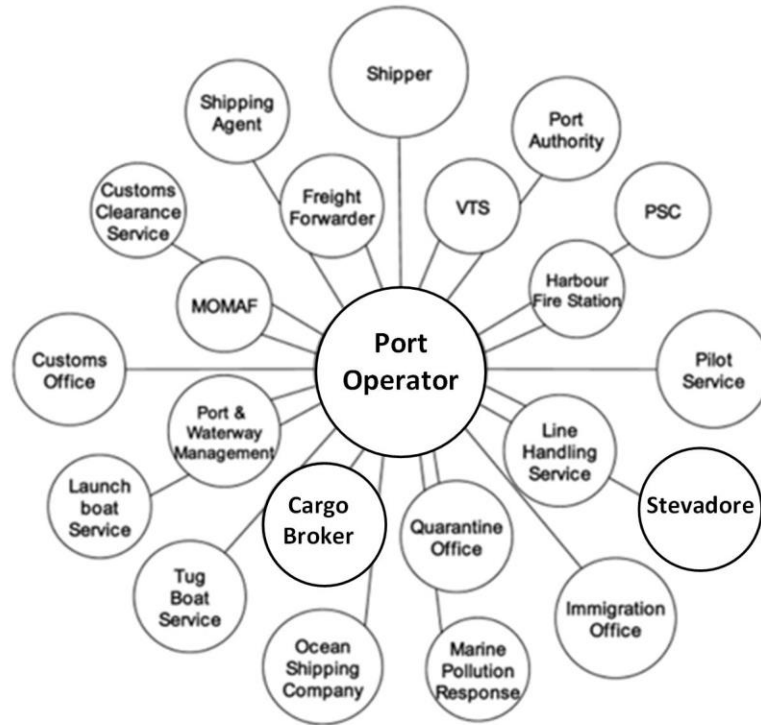 Shipper
Shipping
Agent
Port
Authority
Customs
Clearance
Service
Freight
Forwarder
VTS
PSC
MOMAF
Harbour
Fire Station
Customs
Office
Port
Operator
Pilot
Service
Port &
Waterway
Management
Line
Handling
Service
Launch
boat
Service
Cargo
Broker
Quarantine
Office
Stevadore
Tug
Boat
Service
Immigration
Office
Ocean
Shipping
Company
Marine
Pollution
Response